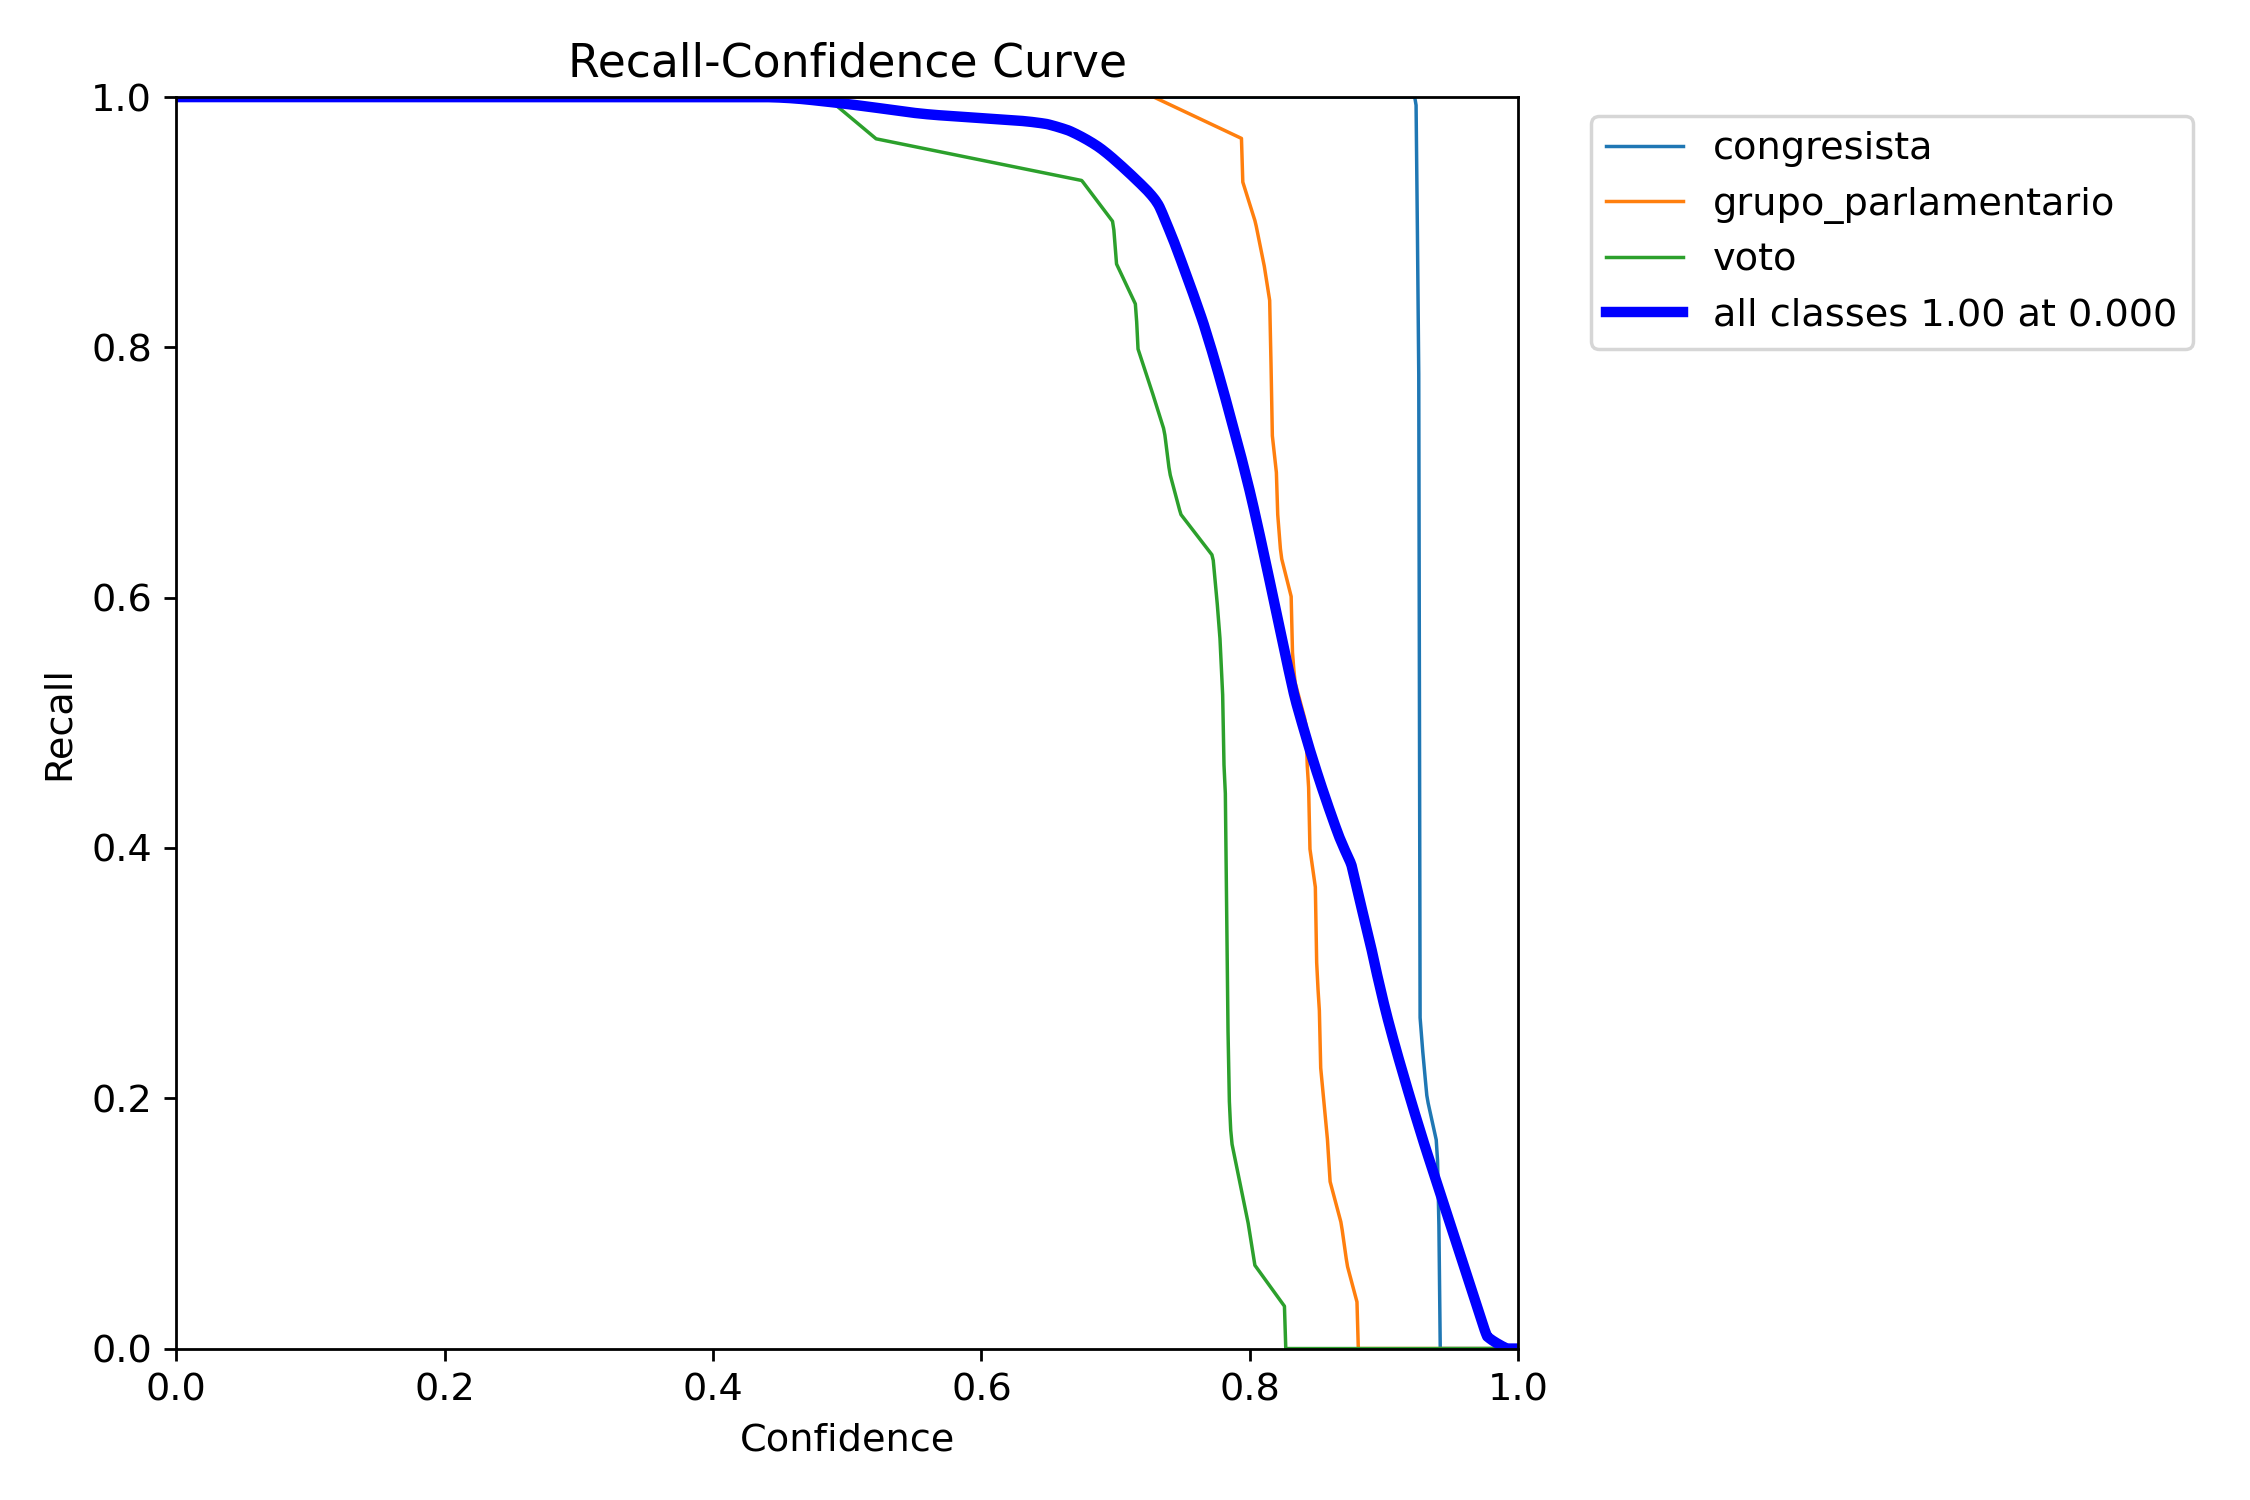 Recall-Confidence Curve
1.0
0.8
0.6
0.4
0.2
0.0
Recall
0.0 0.2 0.4 0.6 0.8 1.0
Confidence
congresista
grupo_parlamentario
voto
all classes 1.00 at 0.000